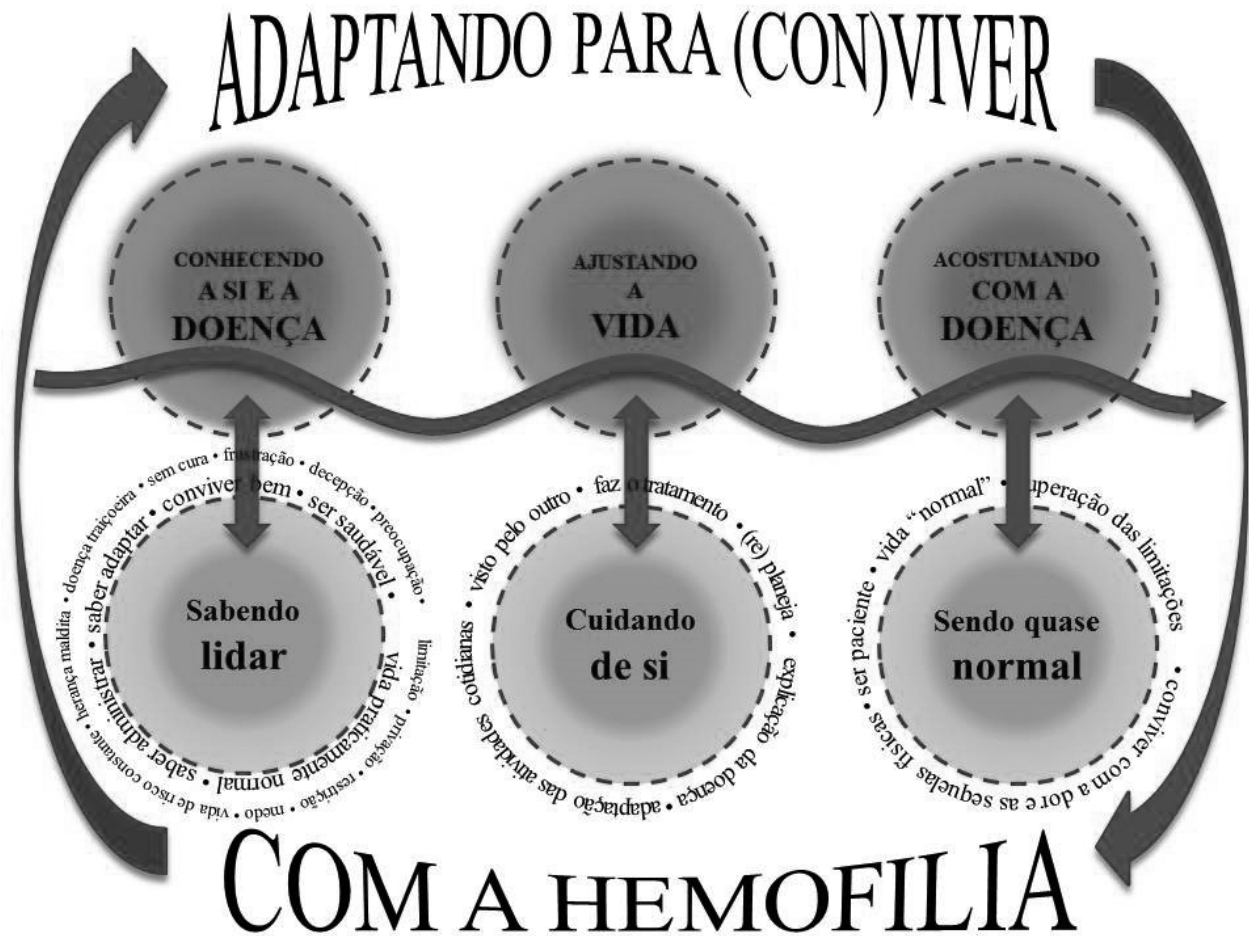 ADAPTANDO PARA (CON)VIVER
CONHECENDO
A SI E A
DOENÇA
AJUSTANDO
A
VIDA
ACOSTUMANDO
COM A
DOENÇA
herança maldita • doença traiçoeira • sem cura • frustração • decepção • preocupação •
limitação • privação • restrição • medo • vida de risco constante •
saber administrar • saber adaptar • conviver bem • ser saudável •
vida praticamente normal •
Sabendo
lidar
visto pelo outro • faz o tratamento • (re) planeja •
explicação da doença • adaptação das atividades cotidianas •
Cuidando
de si
ser paciente • vida “normal” • superação das limitações
• conviver com a dor e as sequelas físicas •
Sendo quase
normal
COM A HEMOFILIA